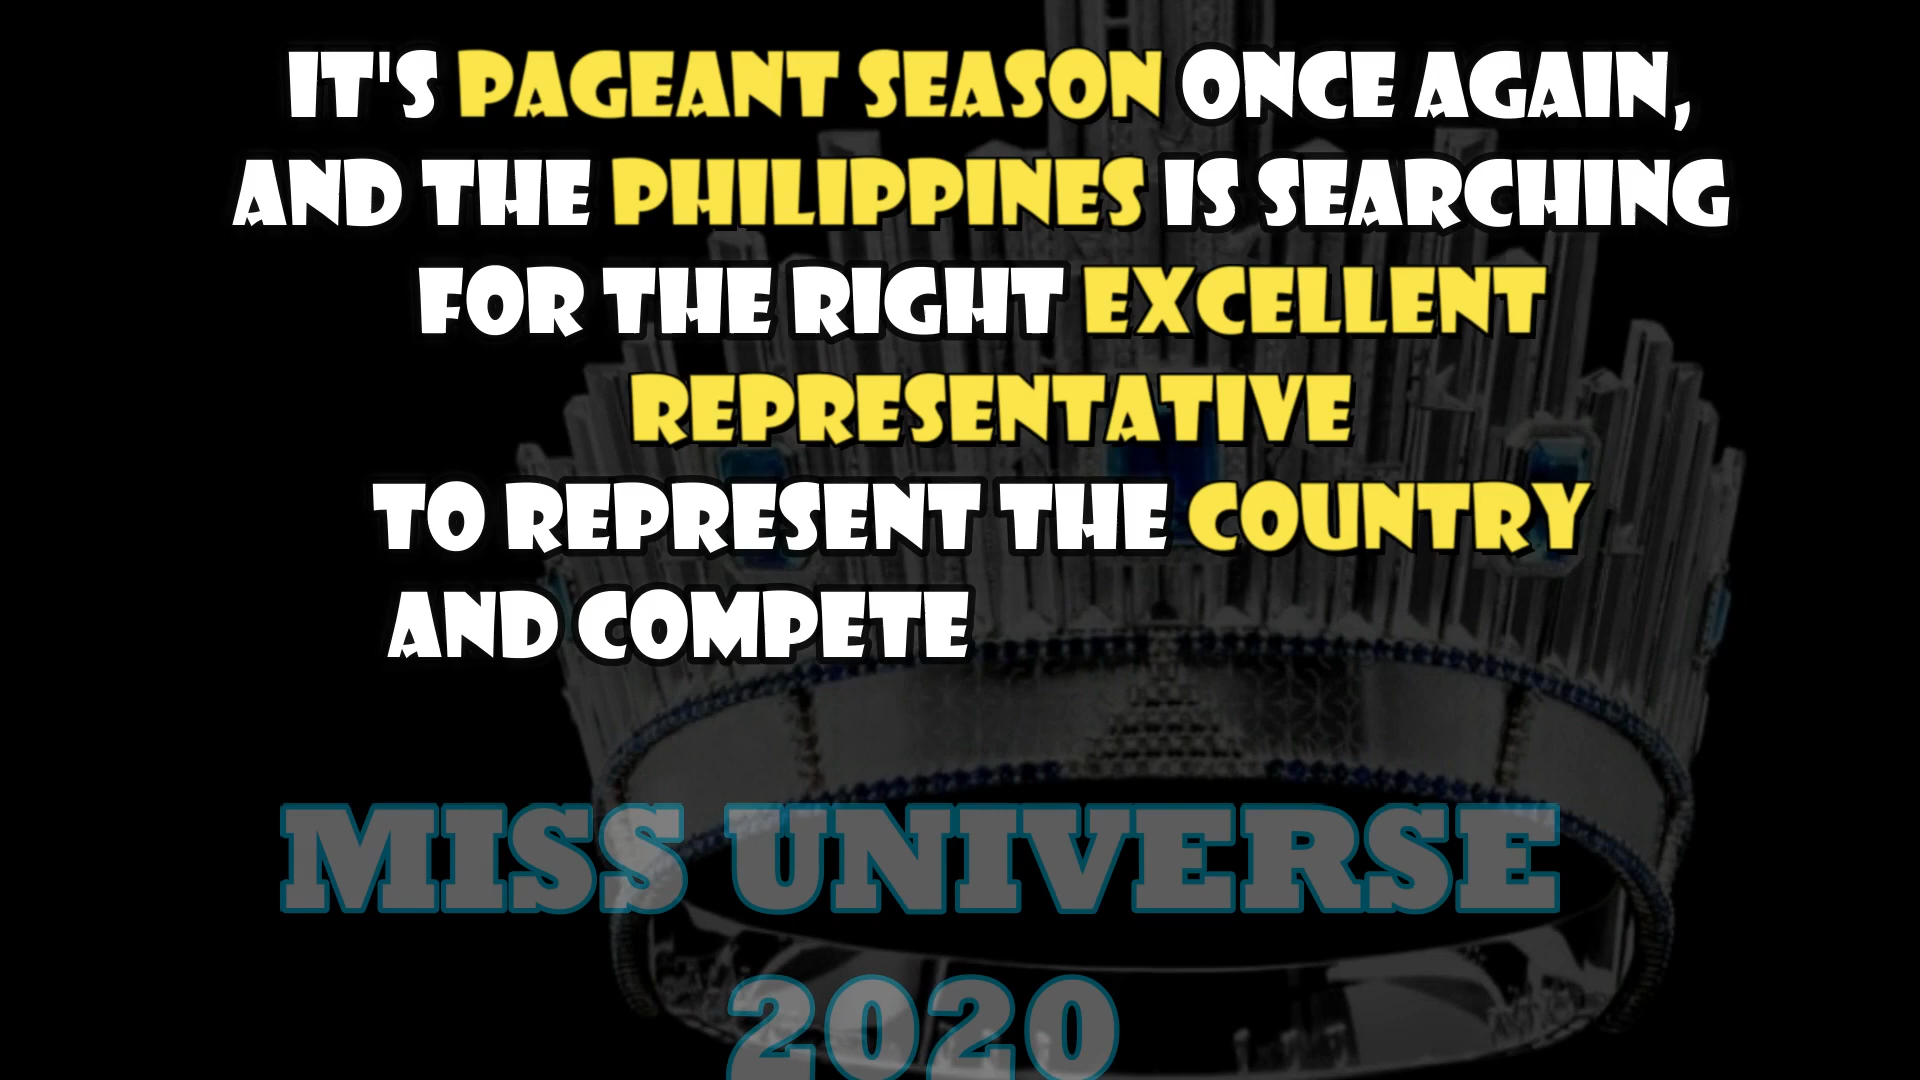 IT'S PAGEANT SEASON ONCE AGAIN,
AND THE PHILIPPINES IS SEARCHING
FOR THE RIGHT EXCELLENT
REPRESENTATIVE
TO REPRESENT THE COUNTRY
AND COMPETE
MISS UNIVERSE
2020